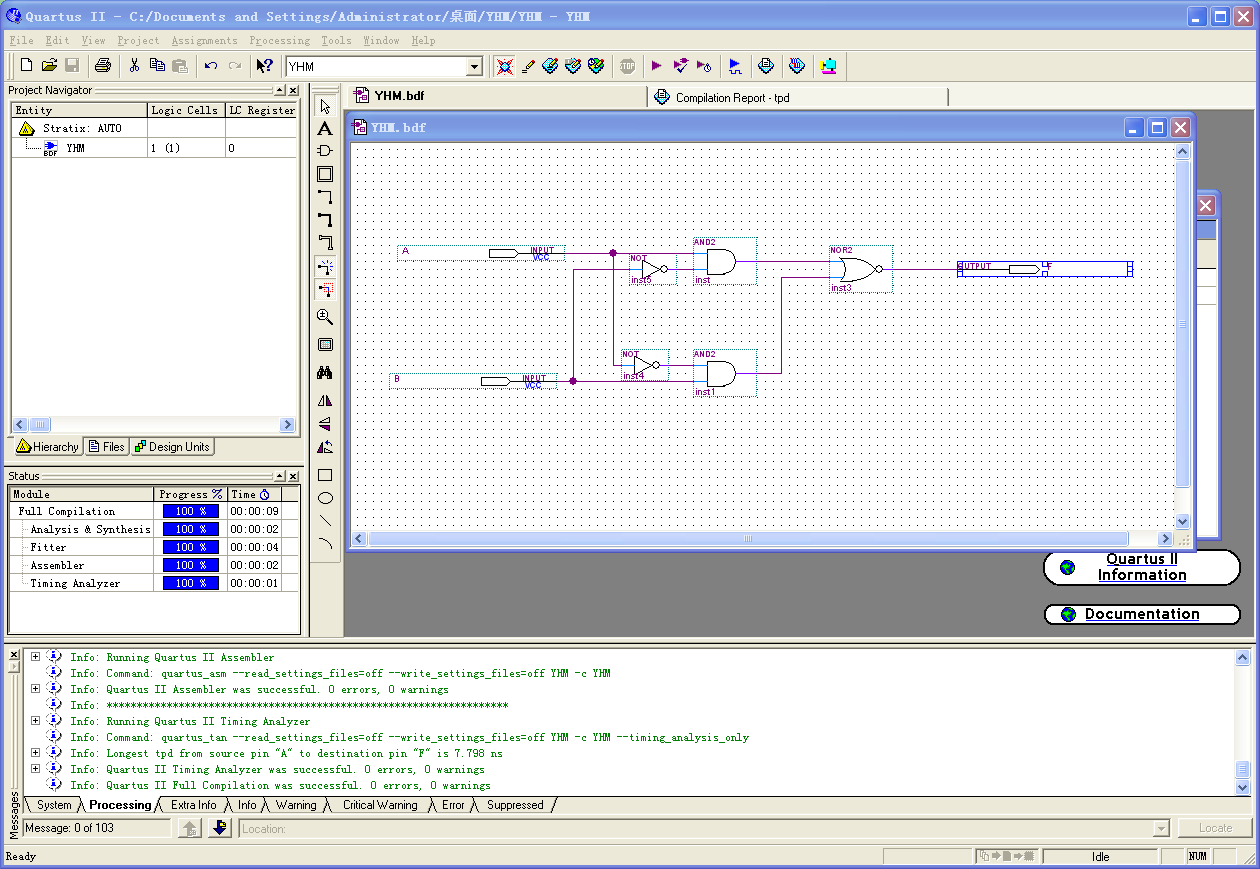 Quartus II - C:/Documents and Settings/Administrator/桌面/YHM/YHM - YHM
File Edit View Project Assignments Processing Tools Window Help
YHM
STOP
Project Navigator
Entity Logic Cells LC Register
Stratix: AUTO
BDF YHM 1 (1) 0
Hierarchy Files Design Units
Status
Module Progress % Time
Full Compilation 100 % 00:00:09
Analysis & Synthesis 100 % 00:00:02
Fitter 100 % 00:00:04
Assembler 100 % 00:00:02
Timing Analyzer 100 % 00:00:01
YHM.bdf Compilation Report - tpd
YHM.bdf
A INPUT VCC
NOT inst5
AND2 inst
NOR2 inst3
OUTPUT F
B INPUT VCC
NOT inst4
AND2 inst1
Quartus II
Information
Documentation
Info: Running Quartus II Assembler
Info: Command: quartus_asm --read_settings_files=off --write_settings_files=off YHM -c YHM
Info: Quartus II Assembler was successful. 0 errors, 0 warnings
Info: *******************************************************************
Info: Running Quartus II Timing Analyzer
Info: Command: quartus_tan --read_settings_files=off --write_settings_files=off YHM -c YHM --timing_analysis_only
Info: Longest tpd from source pin "A" to destination pin "F" is 7.798 ns
Info: Quartus II Timing Analyzer was successful. 0 errors, 0 warnings
Info: Quartus II Full Compilation was successful. 0 errors, 0 warnings
System Processing Extra Info Info Warning Critical Warning Error Suppressed
Messages
Message: 0 of 103 Location: Locate
Ready Idle NUM